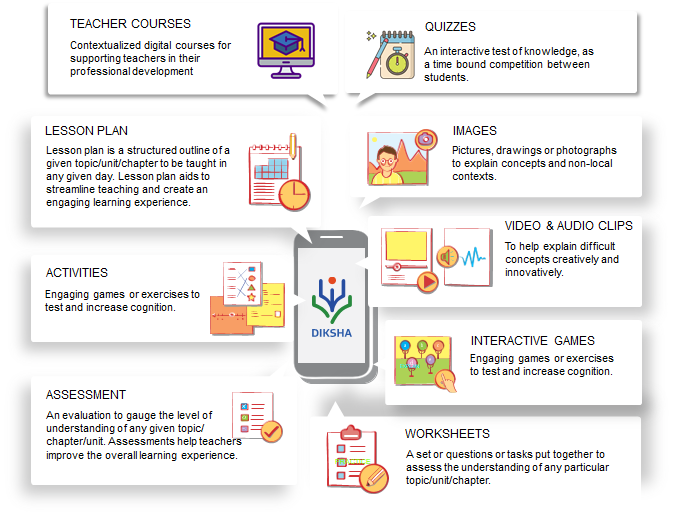 TEACHER COURSES
Contextualized digital courses for
supporting teachers in their
professional development
QUIZZES
An interactive test of knowledge, as
a time bound competition between
students.
LESSON PLAN
Lesson plan is a structured outline of a
given topic/unit/chapter to be taught in
any given day. Lesson plan aids to
streamline teaching and create an
engaging learning experience.
IMAGES
Pictures, drawings or photographs
to explain concepts and non-local
contexts.
VIDEO & AUDIO CLIPS
To help explain difficult
concepts creatively and
innovatively.
ACTIVITIES
Engaging games or exercises to
test and increase cognition.
DIKSHA
INTERACTIVE GAMES
Engaging games or exercises
to test and increase cognition.
ASSESSMENT
An evaluation to gauge the level of
understanding of any given topic/
chapter/unit. Assessments help teachers
improve the overall learning experience.
WORKSHEETS
A set or questions or tasks put together to
assess the understanding of any particular
topic/unit/chapter.